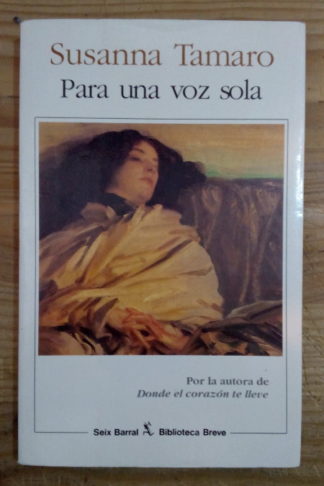 Susanna Tamaro
Para una voz sola
Por la autora de
Donde el corazón te lleve
Seix Barral Biblioteca Breve